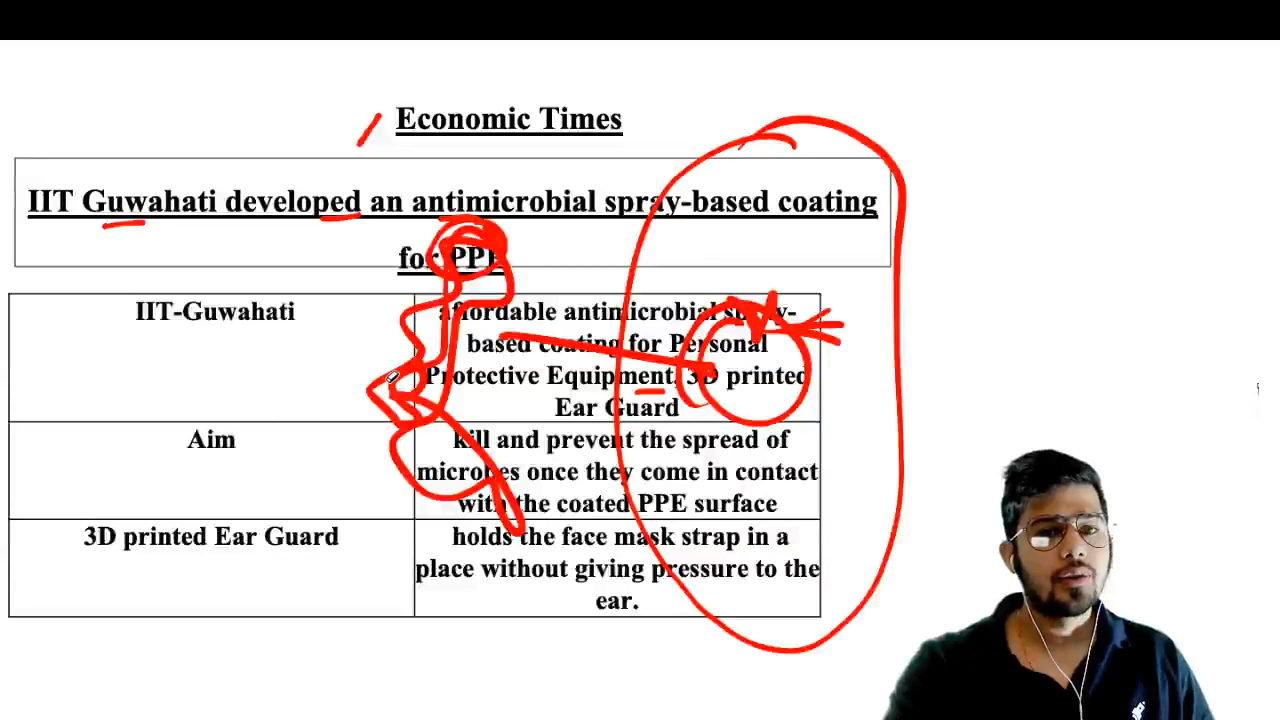 Economic Times
IIT Guwahati developed an antimicrobial spray-based coating
for PPE
IIT-Guwahati
affordable antimicrobial spray-
based coating for Personal
Protective Equipment, 3D printed
Ear Guard
Aim
kill and prevent the spread of
microbes once they come in contact
with the coated PPE surface
3D printed Ear Guard
holds the face mask strap in a
place without giving pressure to the
ear.